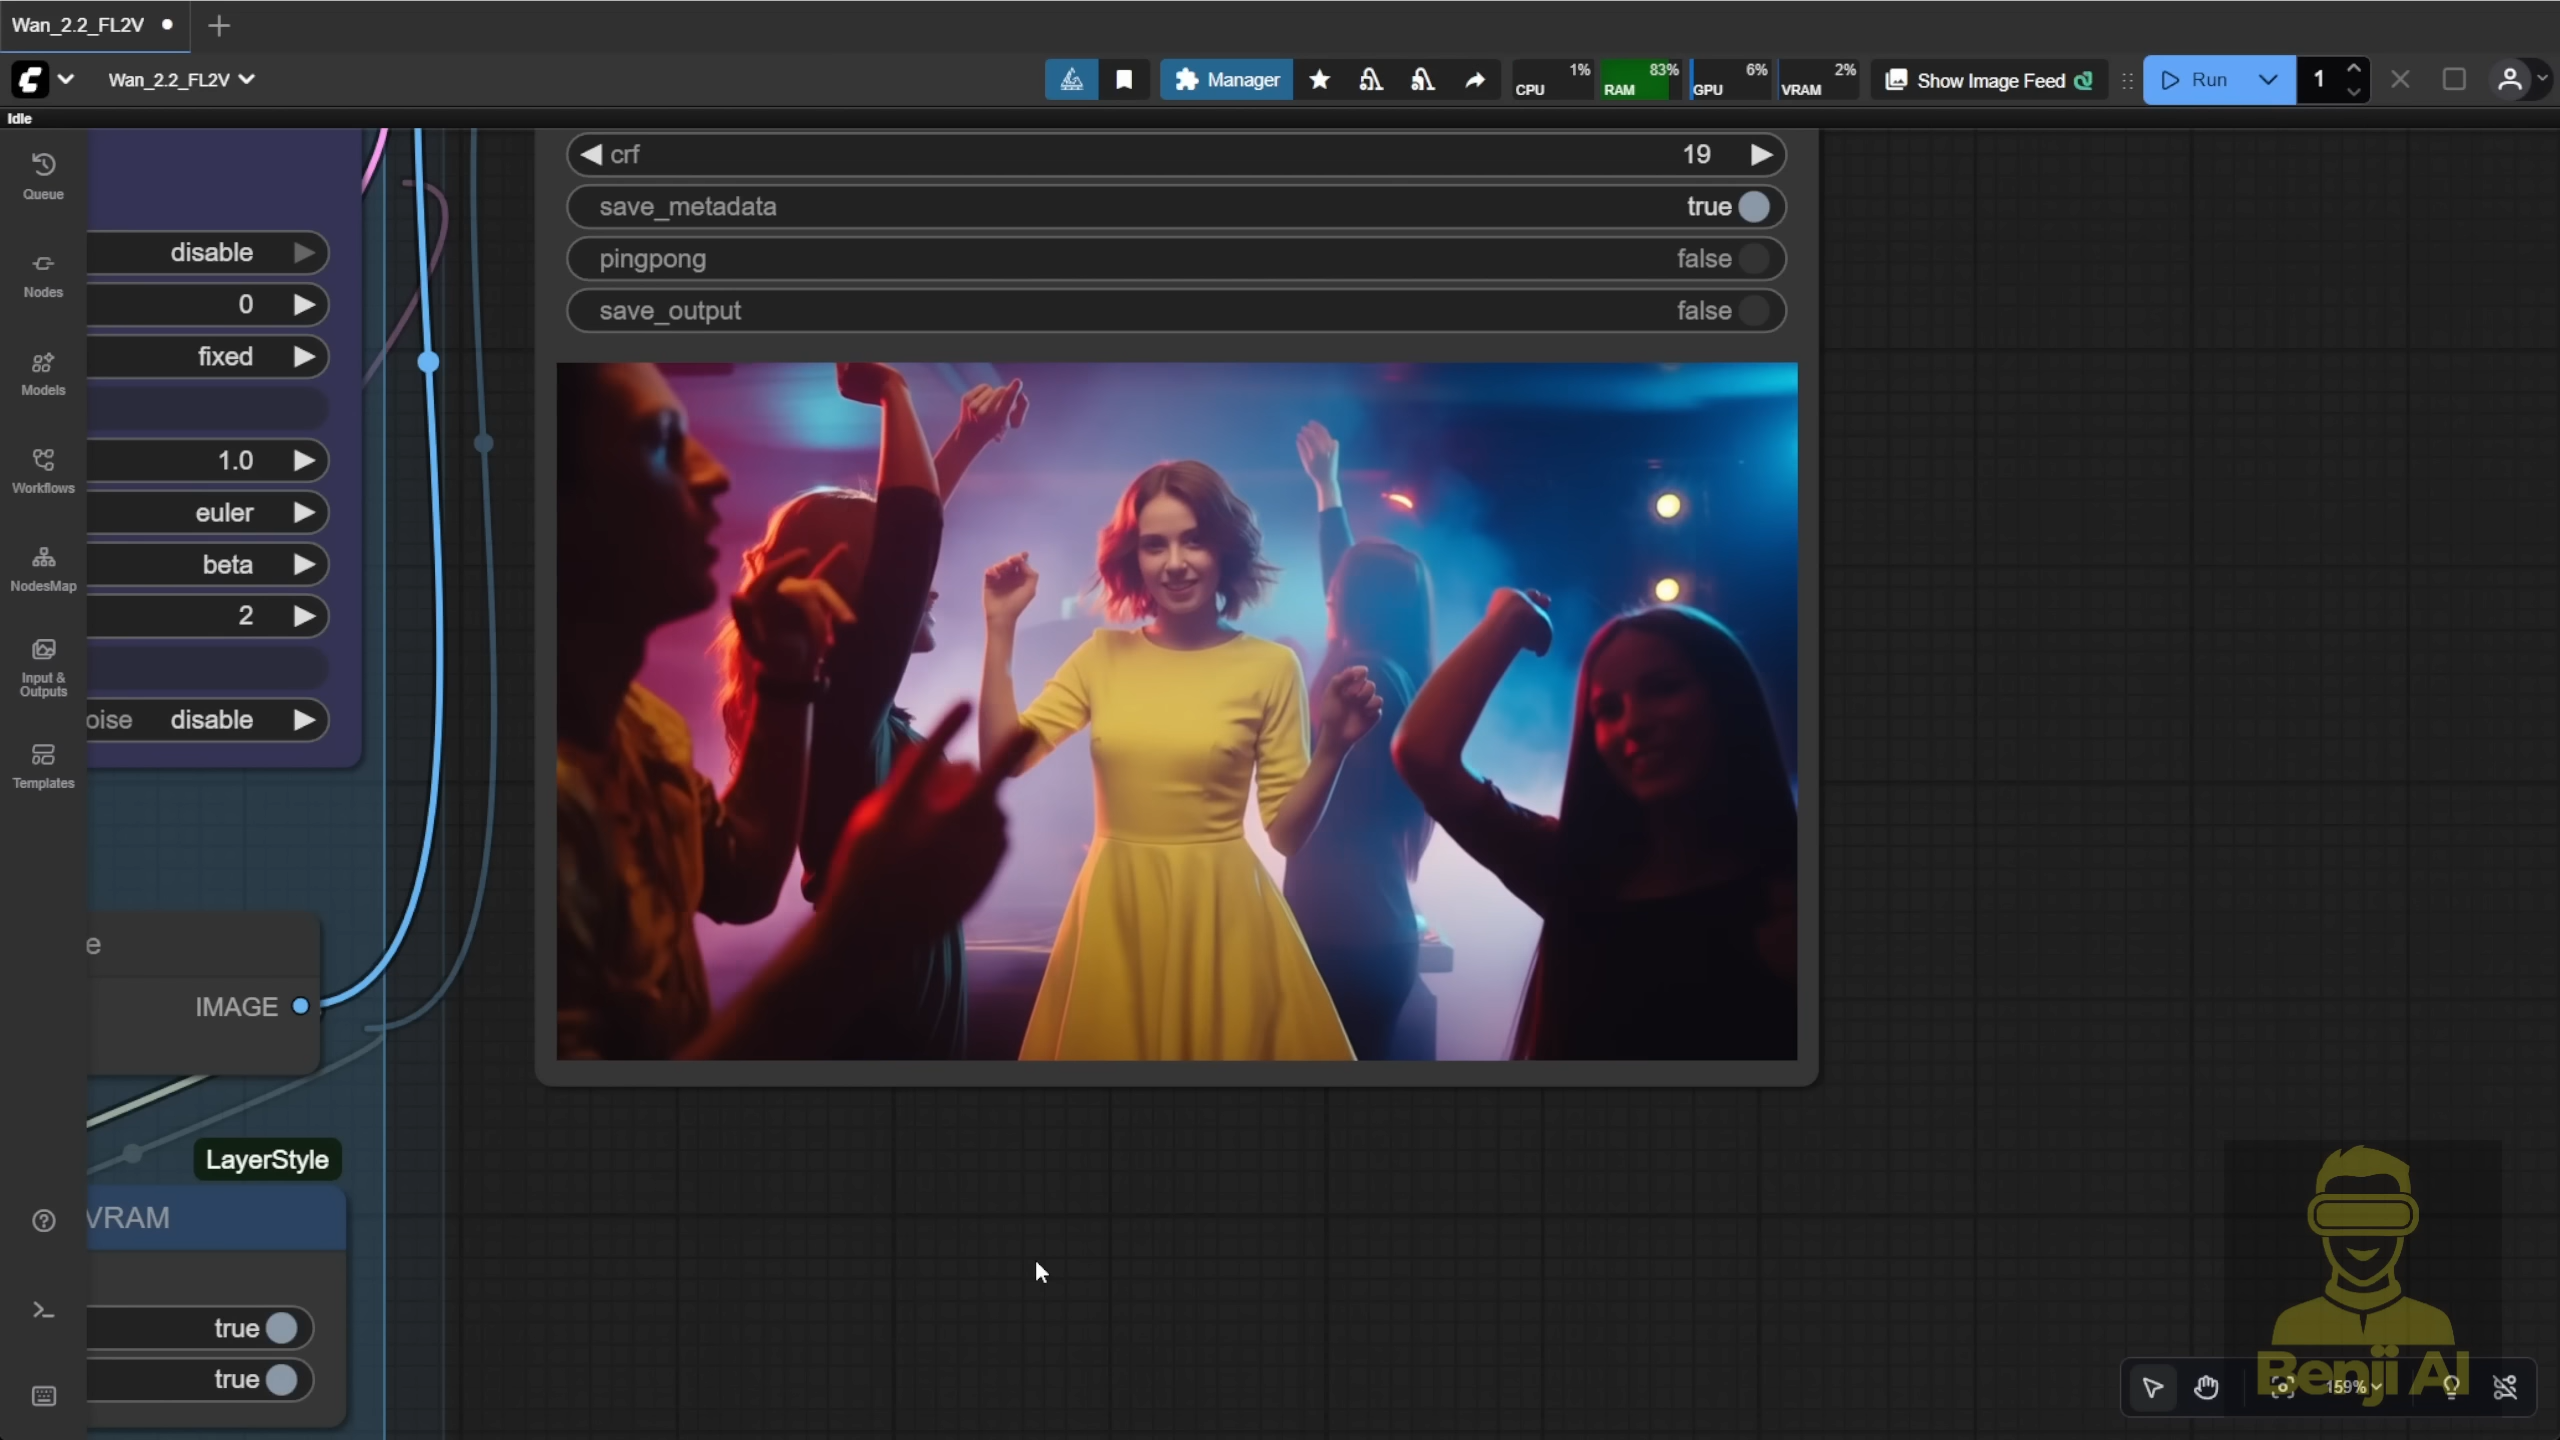 Wan_2.2_FL2V
Wan_2.2_FL2V
Manager
CPU 1%
RAM 83%
GPU 6%
VRAM 2%
Show Image Feed
Run
1
Idle
Queue
Nodes
Models
Workflows
NodesMap
Input & Outputs
Templates
disable
0
fixed
1.0
euler
beta
2
oise disable
e
IMAGE
LayerStyle
VRAM
true
true
crf 19
save_metadata true
pingpong false
save_output false
Benji AI
159%